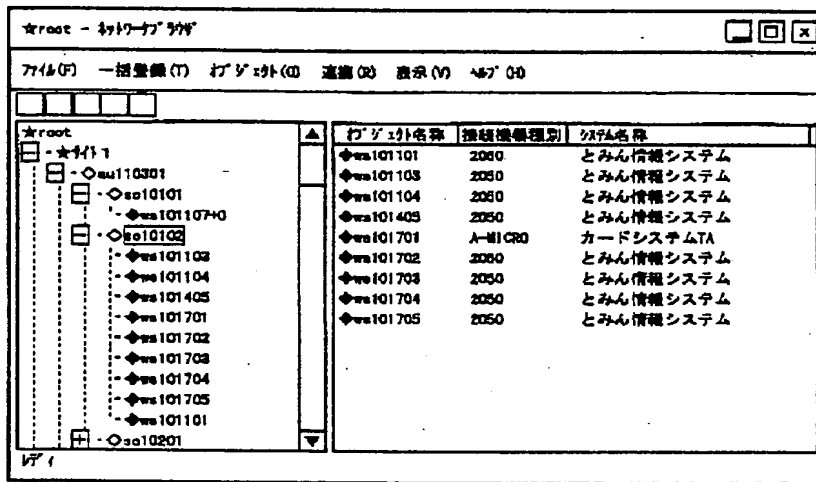 ☆root - ネットワークブラウザ
ファイル(F) 一括登録(T) オブジェクト(O) 連携(R) 表示(V) ヘルプ(H)
☆root
☆サイト1
su110301
so10101
ws101107+0
so10102
ws101103
ws101104
ws101405
ws101701
ws101702
ws101703
ws101704
ws101705
ws101101
so10201
オブジェクト名称 接続機種種別 システム名称
ws101101 2050 とみん情報システム
ws101103 2050 とみん情報システム
ws101104 2050 とみん情報システム
ws101405 2050 とみん情報システム
ws101701 A-MICRO カードシステムTA
ws101702 2050 とみん情報システム
ws101703 2050 とみん情報システム
ws101704 2050 とみん情報システム
ws101705 2050 とみん情報システム
レディ